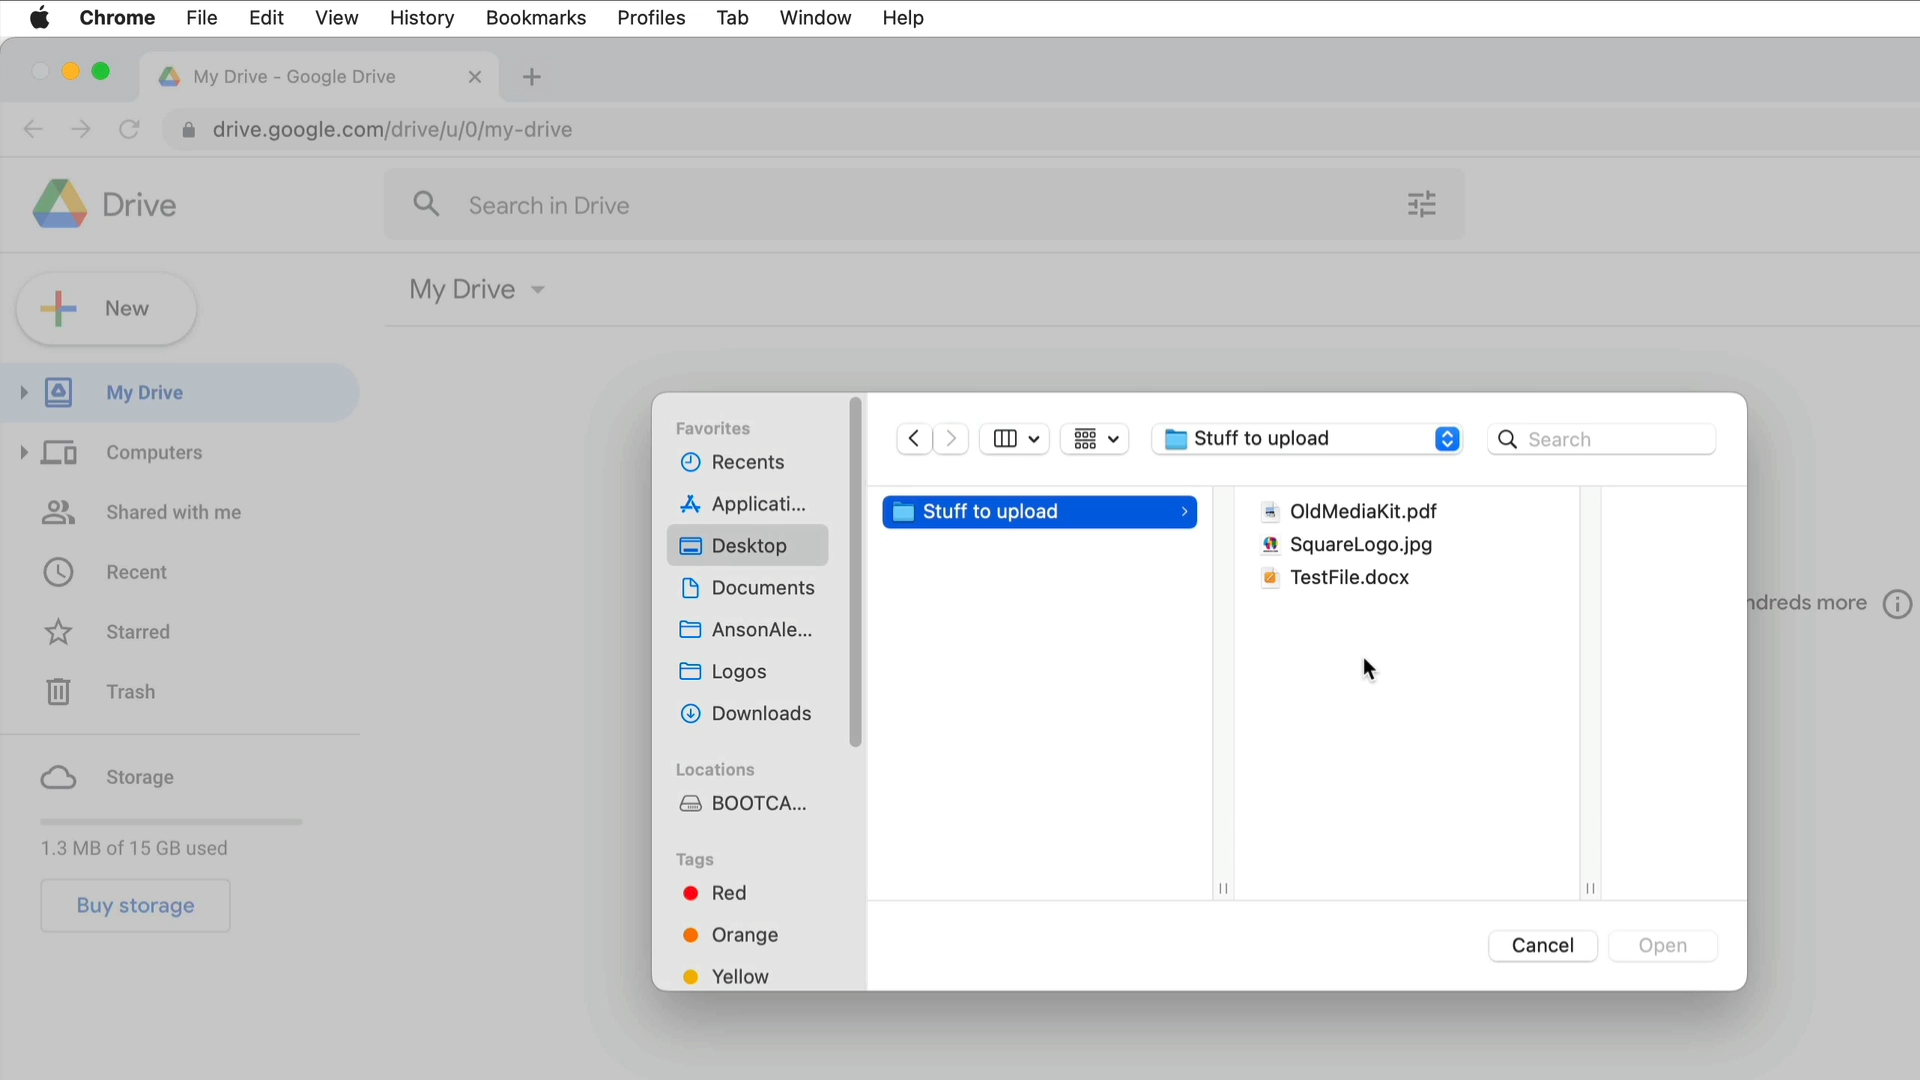 Chrome File Edit View History Bookmarks Profiles Tab Window Help
My Drive - Google Drive
drive.google.com/drive/u/0/my-drive
Drive
Search in Drive
New
My Drive
My Drive
Computers
Shared with me
Recent
Starred
Trash
Storage
1.3 MB of 15 GB used
Buy storage
Favorites
Recents
Applicati...
Desktop
Documents
AnsonAle...
Logos
Downloads
Locations
BOOTCA...
Tags
Red
Orange
Yellow
Stuff to upload
Search
Stuff to upload
OldMediaKit.pdf
SquareLogo.jpg
TestFile.docx
Cancel Open
ndreds more